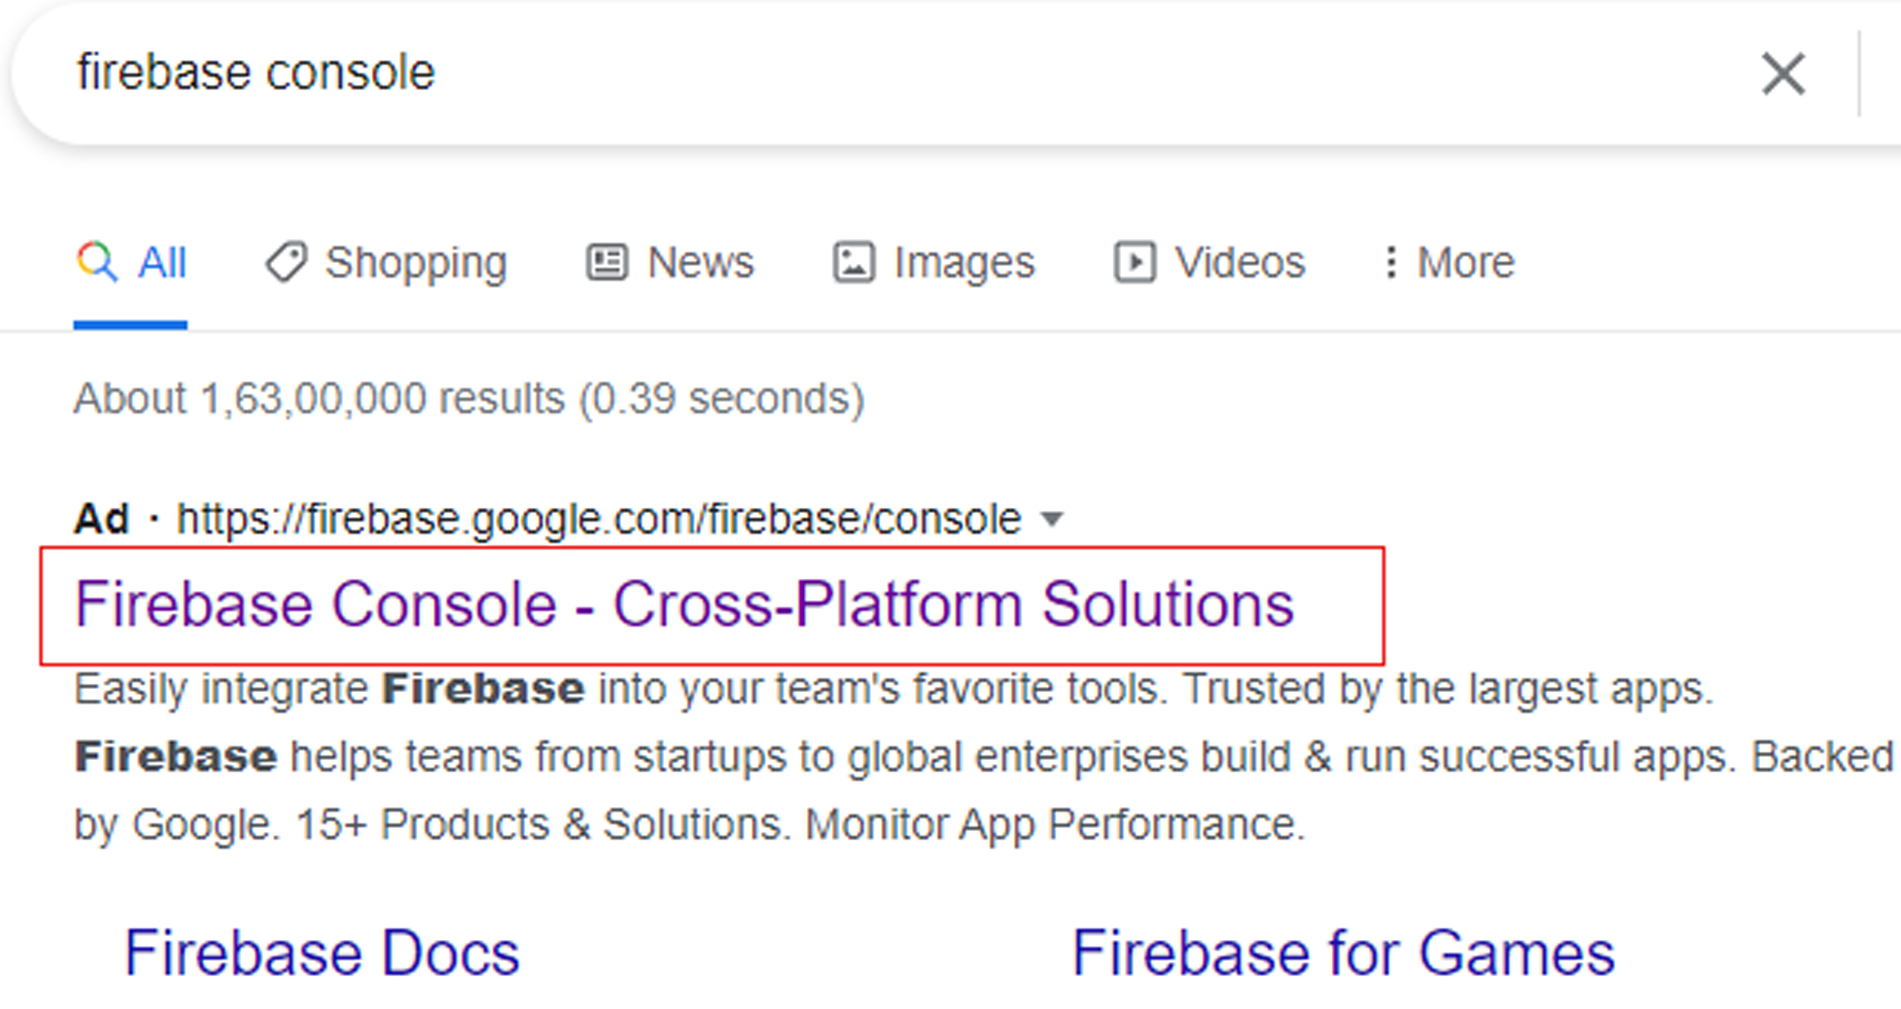 firebase console
All Shopping News Images Videos More
About 1,63,00,000 results (0.39 seconds)
Ad · https://firebase.google.com/firebase/console
Firebase Console - Cross-Platform Solutions
Easily integrate Firebase into your team's favorite tools. Trusted by the largest apps.
Firebase helps teams from startups to global enterprises build & run successful apps. Backed
by Google. 15+ Products & Solutions. Monitor App Performance.
Firebase Docs Firebase for Games